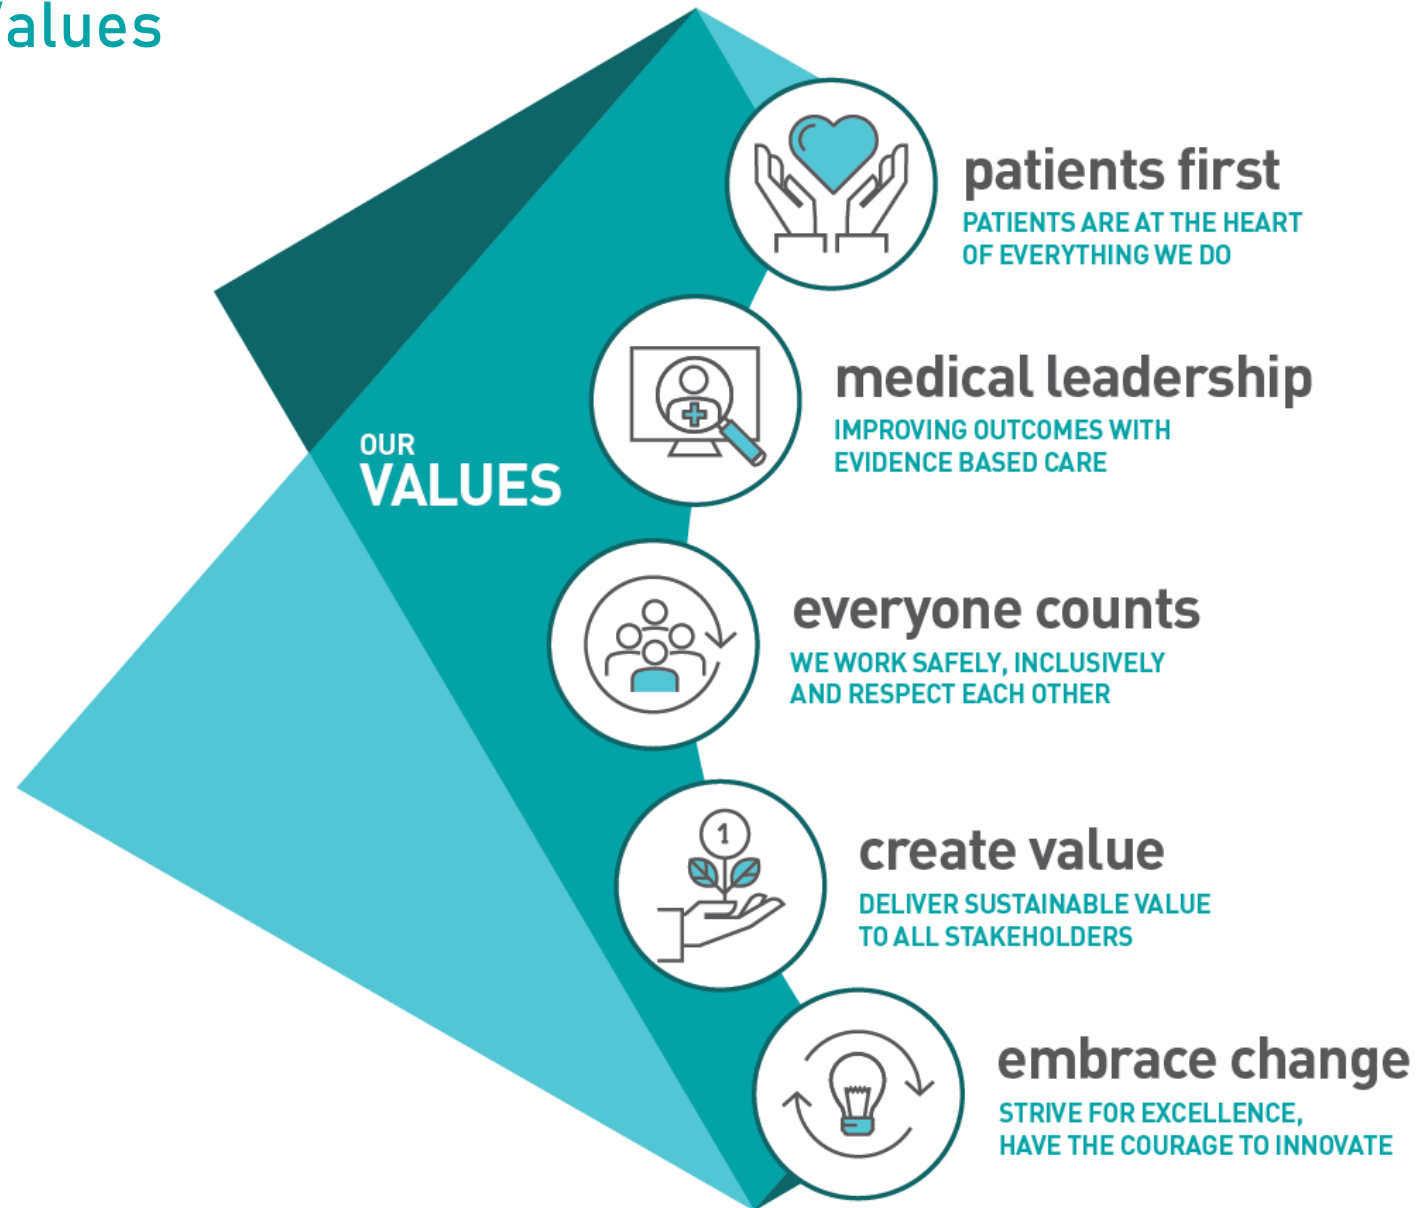 Values
patients first
PATIENTS ARE AT THE HEART
OF EVERYTHING WE DO
medical leadership
IMPROVING OUTCOMES WITH
EVIDENCE BASED CARE
OUR
VALUES
everyone counts
WE WORK SAFELY, INCLUSIVELY
AND RESPECT EACH OTHER
1
create value
DELIVER SUSTAINABLE VALUE
TO ALL STAKEHOLDERS
embrace change
STRIVE FOR EXCELLENCE,
HAVE THE COURAGE TO INNOVATE